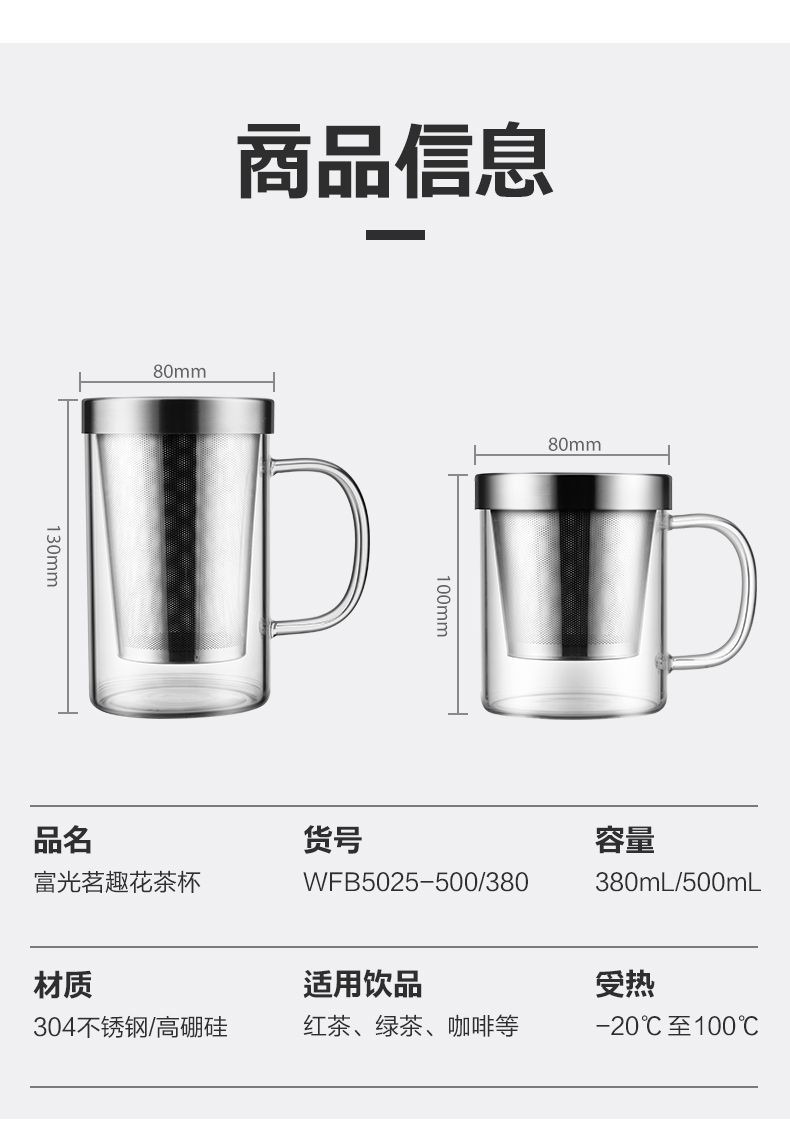 商品信息
80mm
130mm
80mm
100mm
品名
富光茗趣花茶杯
货号
WFB5025-500/380
容量
380mL/500mL
材质
304不锈钢/高硼硅
适用饮品
红茶、绿茶、咖啡等
受热
-20℃至100℃